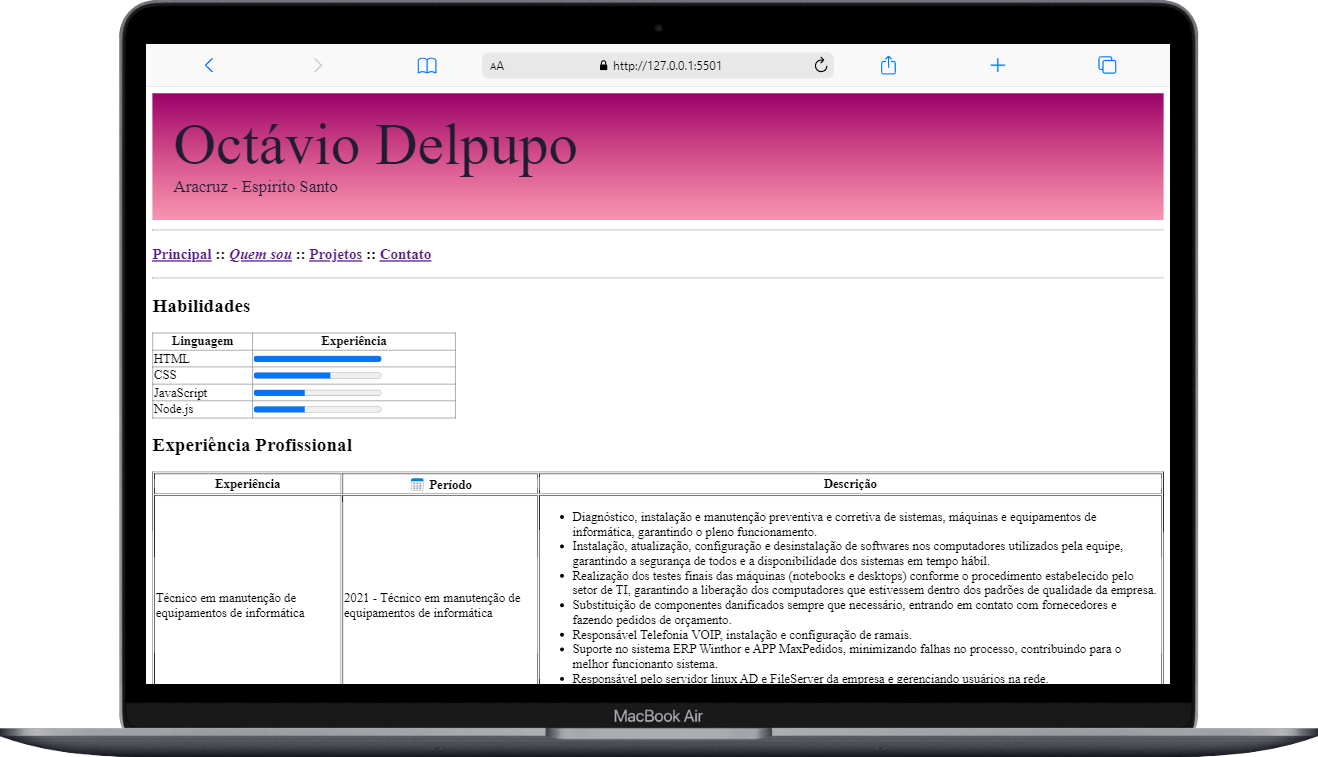 AA http://127.0.0.1:5501
Octávio Delpupo
Aracruz - Espirito Santo
Principal :: Quem sou :: Projetos :: Contato
Habilidades
Linguagem Experiência
HTML
CSS
JavaScript
Node.js
Experiência Profissional
Experiência Período Descrição
Técnico em manutenção de
equipamentos de informática
2021 - Técnico em manutenção de
equipamentos de informática
• Diagnóstico, instalação e manutenção preventiva e corretiva de sistemas, máquinas e equipamentos de
informática, garantindo o pleno funcionamento.
• Instalação, atualização, configuração e desinstalação de softwares nos computadores utilizados pela equipe,
garantindo a segurança de todos e a disponibilidade dos sistemas em tempo hábil.
• Realização dos testes finais das máquinas (notebooks e desktops) conforme o procedimento estabelecido pelo
setor de TI, garantindo a liberação dos computadores que estivessem dentro dos padrões de qualidade da empresa.
• Substituição de componentes danificados sempre que necessário, entrando em contato com fornecedores e
fazendo pedidos de orçamento.
• Responsável Telefonia VOIP, instalação e configuração de ramais.
• Suporte no sistema ERP Winthor e APP MaxPedidos, minimizando falhas no processo, contribuindo para o
melhor funcionanto sistema.
• Responsável pelo servidor linux AD e FileServer da empresa e gerenciando usuários na rede.
MacBook Air